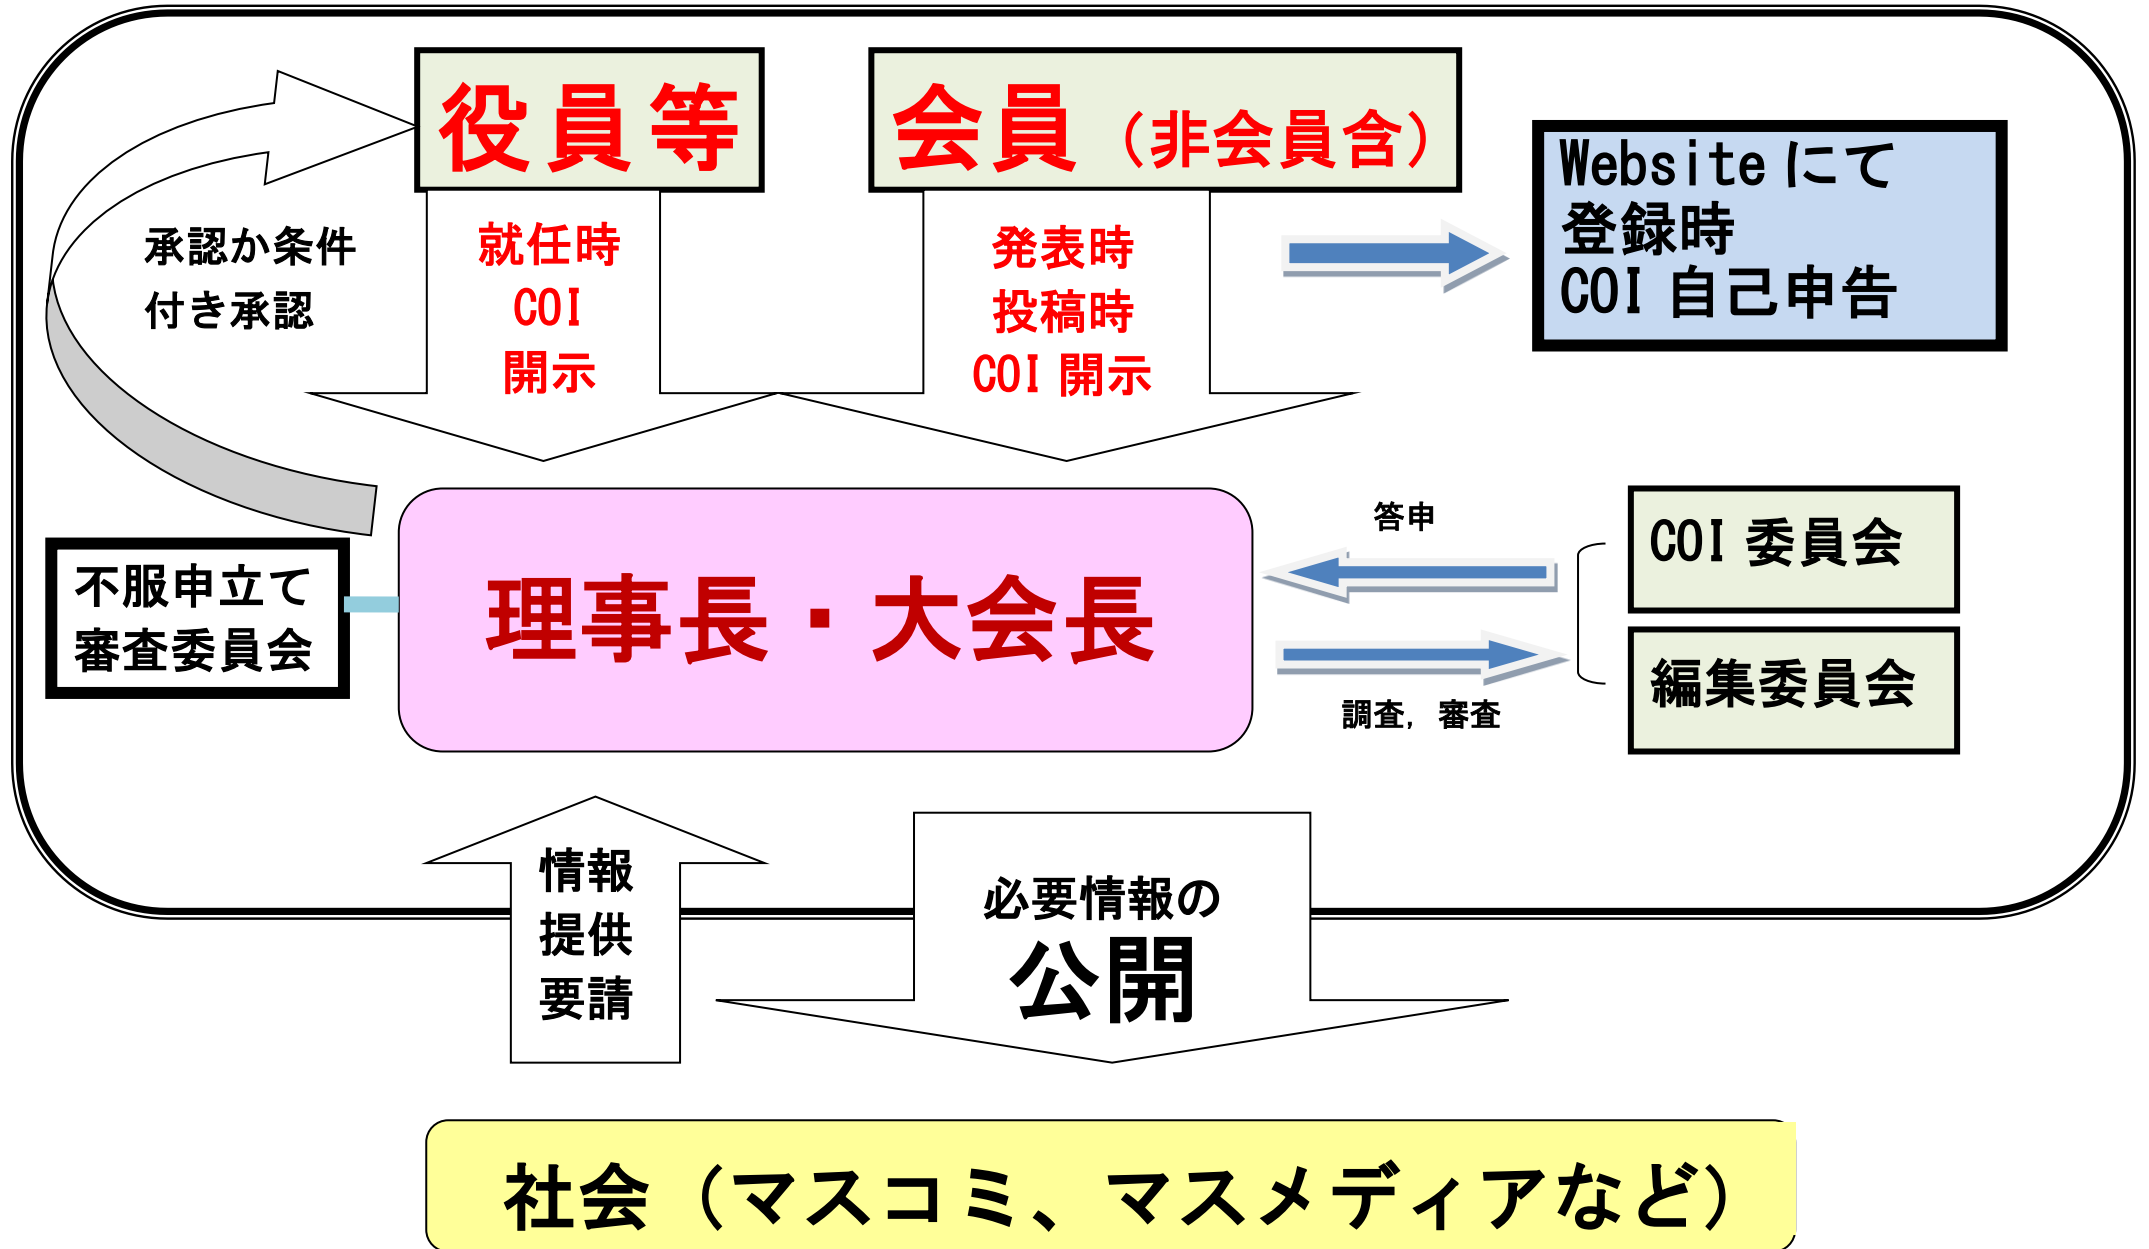 役員等
会員（非会員含）
Website にて
登録時
COI 自己申告
承認か条件
付き承認
就任時
COI
開示
発表時
投稿時
COI 開示
不服申立て
審査委員会
理事長・大会長
答申
調査，審査
COI 委員会
編集委員会
情報
提供
要請
必要情報の
公開
社会（マスコミ、マスメディアなど）